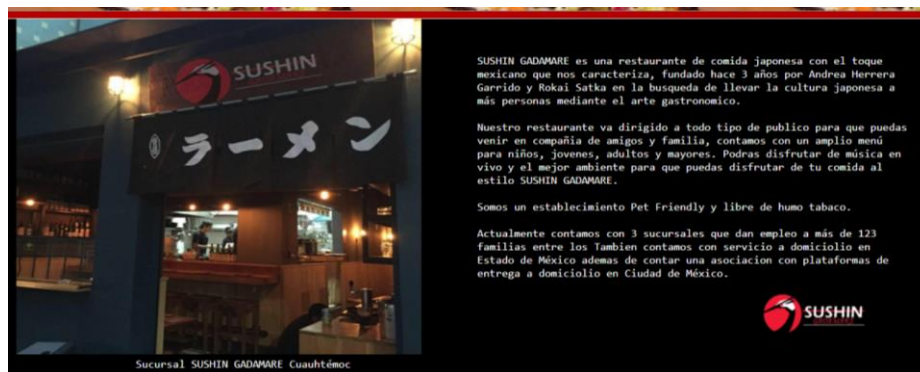 SUSHIN
ラーメン
Sucursal SUSHIN GADAMARE Cuauhtémoc
SUSHIN GADAMARE es una restaurante de comida japonesa con el toque
mexicano que nos caracteriza, fundado hace 3 años por Andrea Herrera
Garrido y Rokai Satka en la busqueda de llevar la cultura japonesa a
más personas mediante el arte gastronomico.
Nuestro restaurante va dirigido a todo tipo de publico para que puedas
venir en compañia de amigos y familia, contamos con un amplio menú
para niños, jovenes, adultos y mayores. Podras disfrutar de música en
vivo y el mejor ambiente para que puedas disfrutar de tu comida al
estilo SUSHIN GADAMARE.
Somos un establecimiento Pet Friendly y libre de humo tabaco.
Actualmente contamos con 3 sucursales que dan empleo a más de 123
familias entre los Tambien contamos con servicio a domiciolio en
Estado de México ademas de contar una asociacion con plataformas de
entrega a domiciolio en Ciudad de México.
SUSHIN